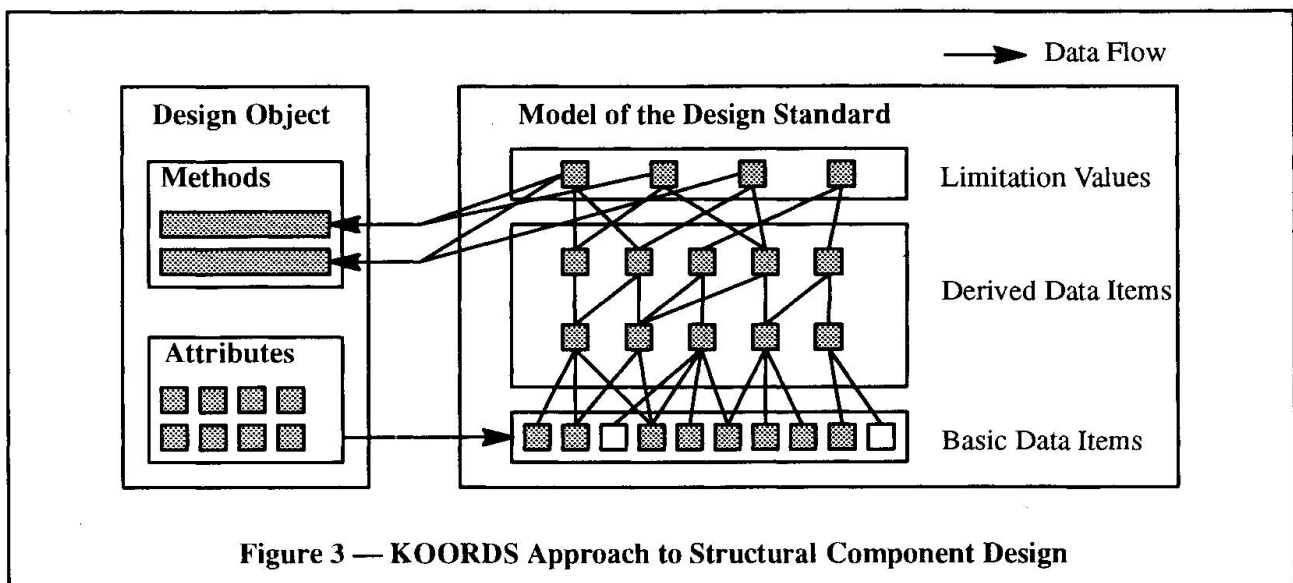 Data Flow
Design Object
Model of the Design Standard
Methods
Limitation Values
Derived Data Items
Attributes
Basic Data Items
Figure 3 — KOORDS Approach to Structural Component Design